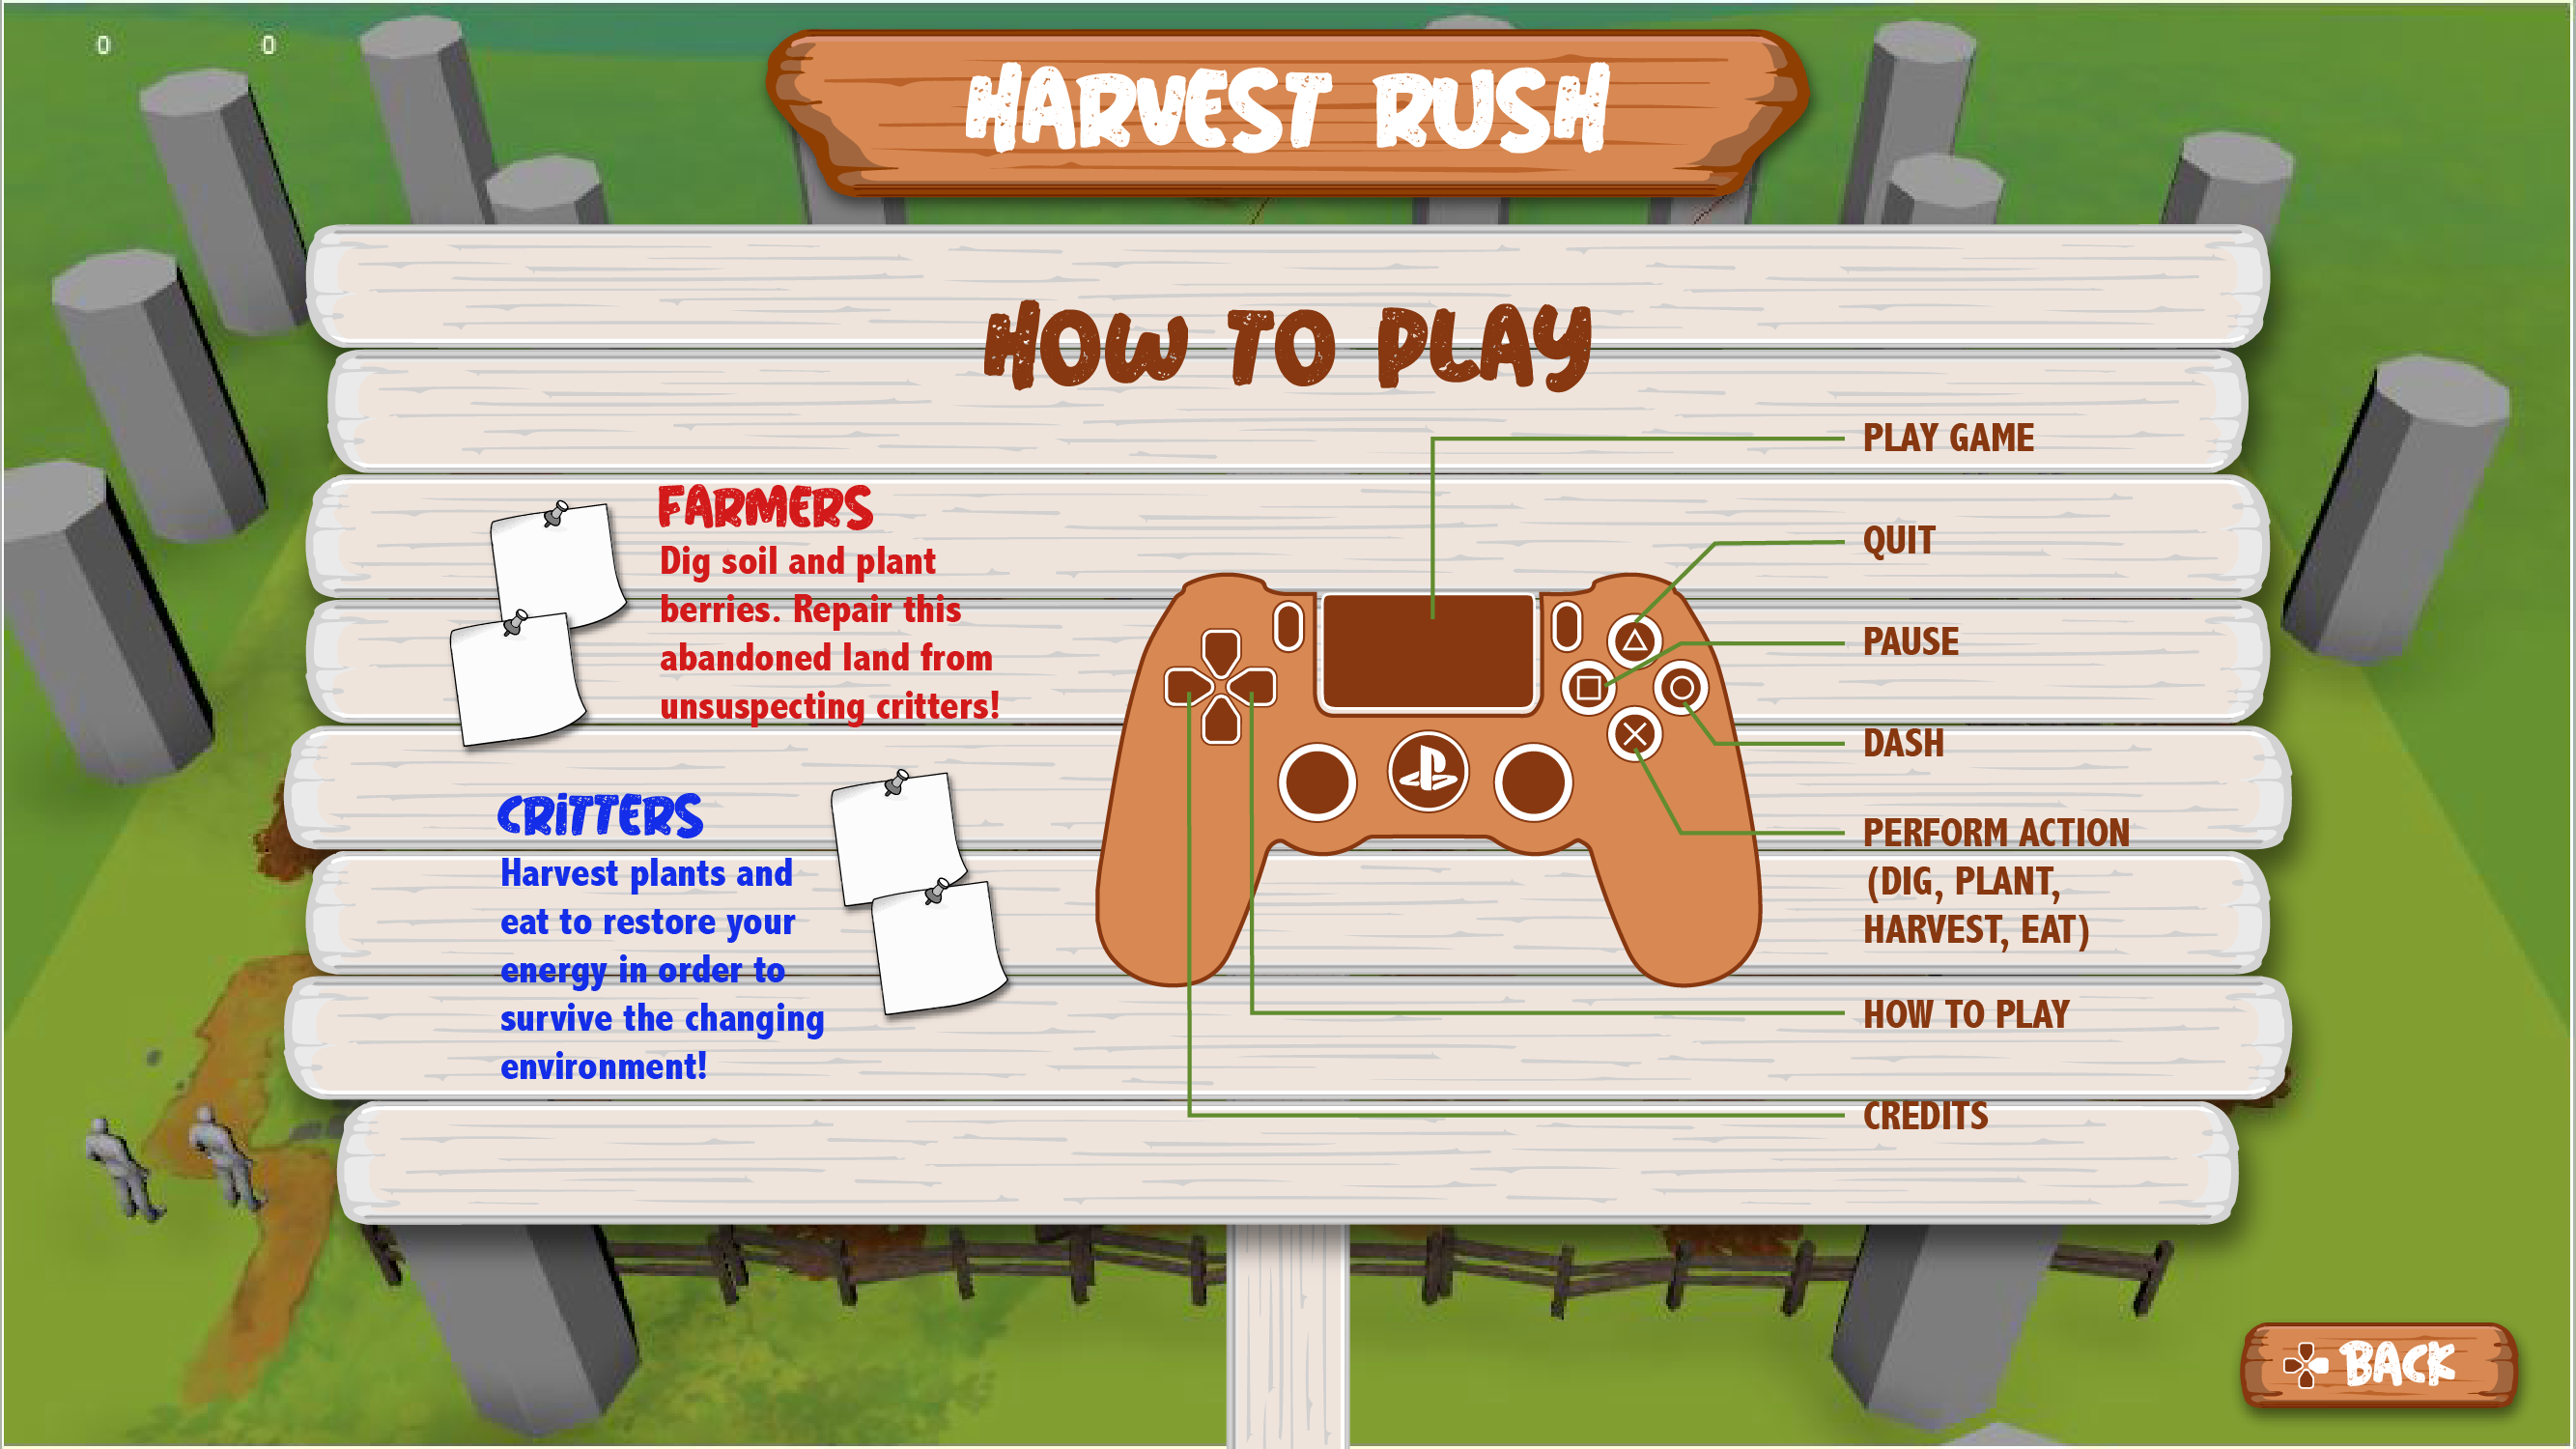 0 0
HARVEST RUSH
HOW TO PLAY
FARMERS
Dig soil and plant
berries. Repair this
abandoned land from
unsuspecting critters!
CRITTERS
Harvest plants and
eat to restore your
energy in order to
survive the changing
environment!
PLAY GAME
QUIT
PAUSE
DASH
PERFORM ACTION
(DIG, PLANT,
HARVEST, EAT)
HOW TO PLAY
CREDITS
BACK